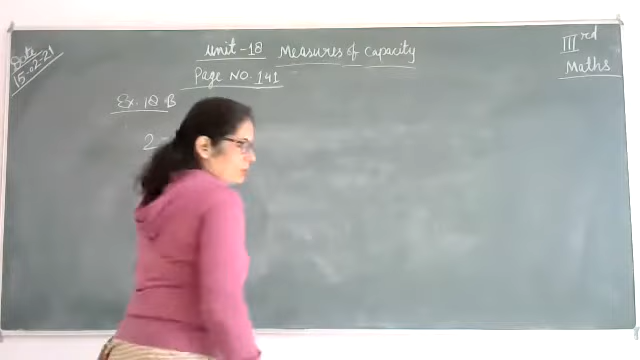 Date
15.02.21
unit-18 Measures of Capacity
Page No. 141
III rd
Maths
Ex. 18 B
2